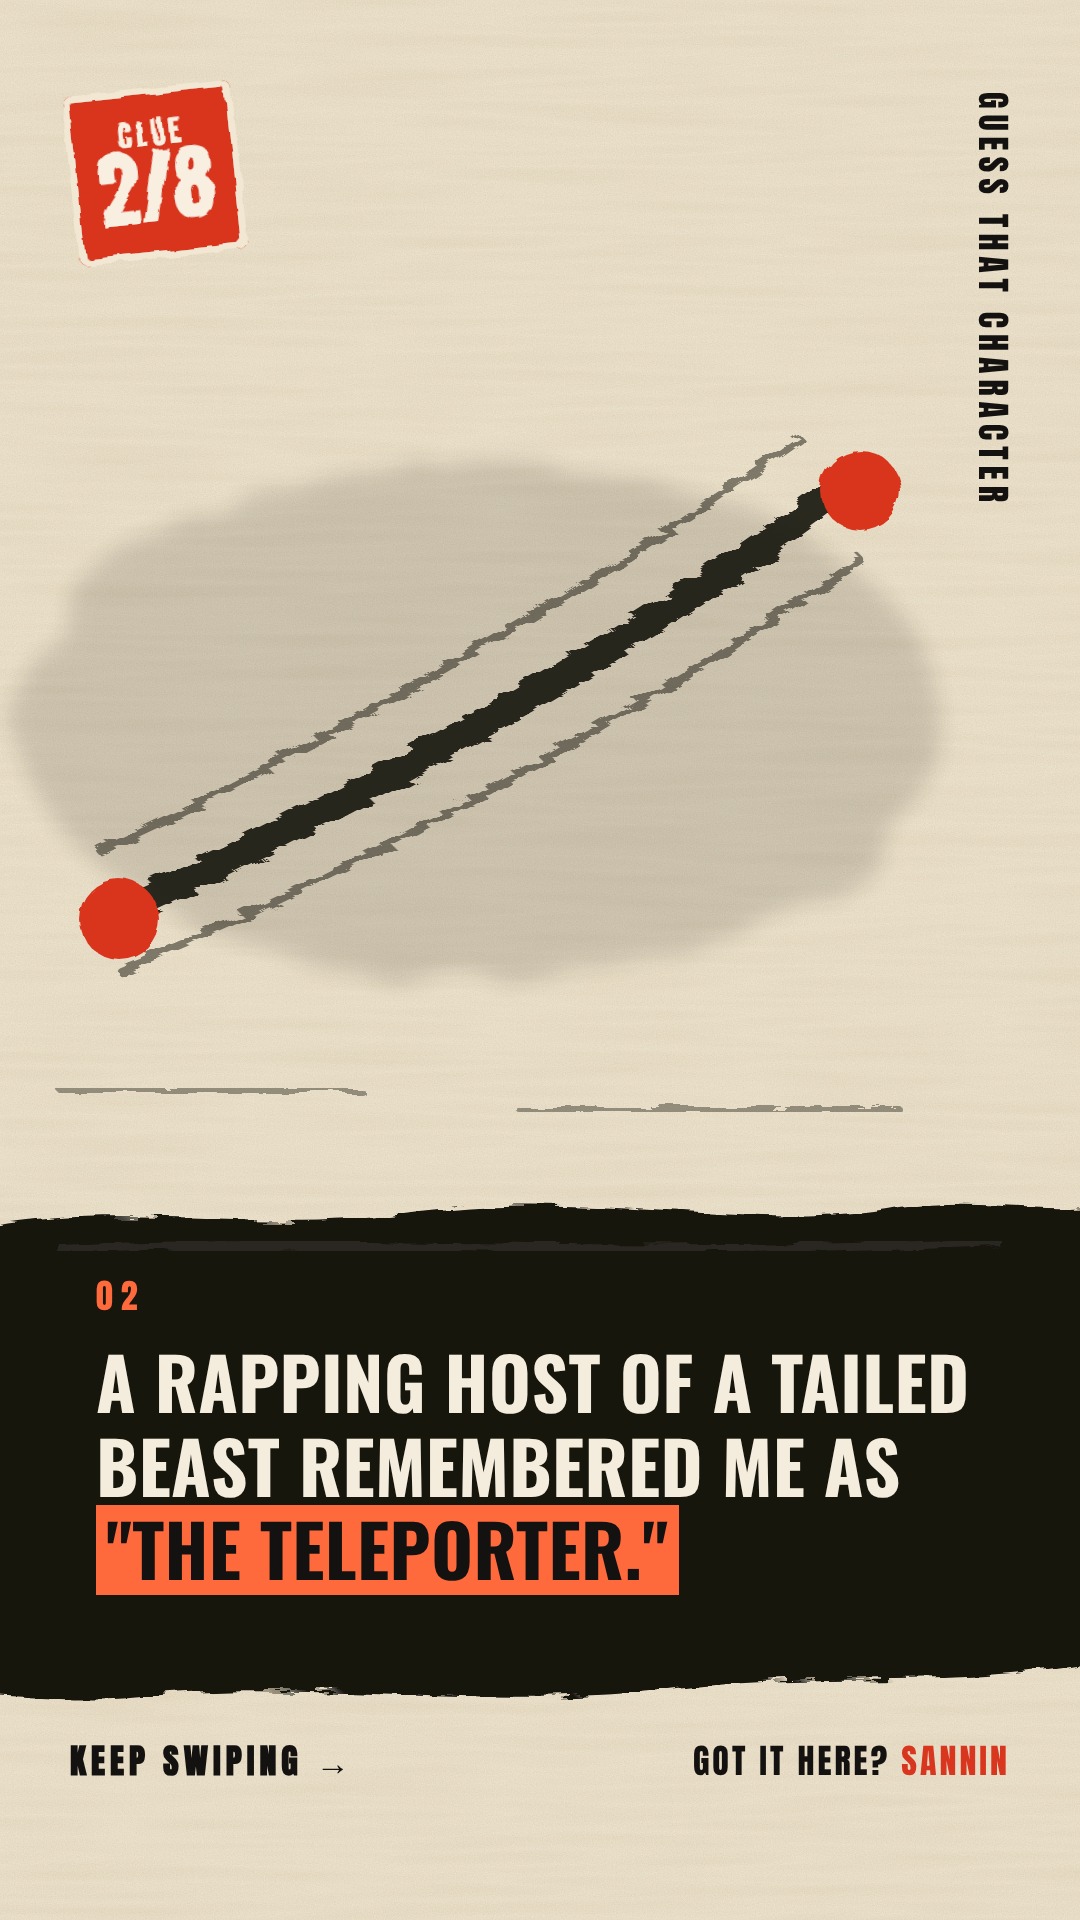 CLUE
2/8
GUESS THAT CHARACTER
02
A RAPPING HOST OF A TAILED
BEAST REMEMBERED ME AS
"THE TELEPORTER."
KEEP SWIPING →
GOT IT HERE? SANNIN